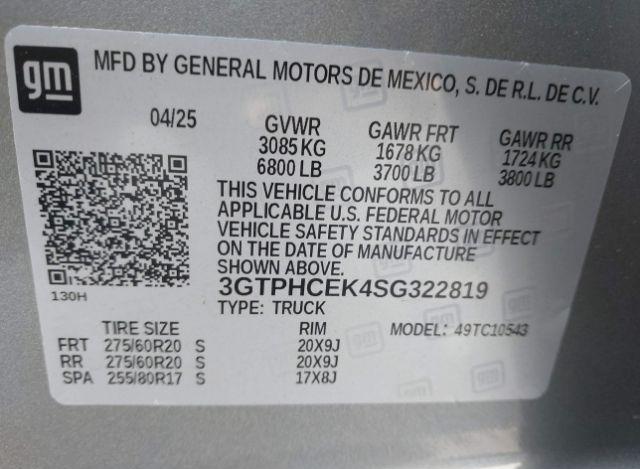 gm MFD BY GENERAL MOTORS DE MEXICO, S. DE R.L. DE C.V.
04/25 GVWR GAWR FRT GAWR RR
3085 KG 1678 KG 1724 KG
6800 LB 3700 LB 3800 LB
THIS VEHICLE CONFORMS TO ALL
APPLICABLE U.S. FEDERAL MOTOR
VEHICLE SAFETY STANDARDS IN EFFECT
ON THE DATE OF MANUFACTURE
SHOWN ABOVE.
130H 3GTPHCEK4SG322819
TYPE: TRUCK
TIRE SIZE RIM MODEL: 49TC10543
FRT 275/60R20 S 20X9J
RR 275/60R20 S 20X9J
SPA 255/80R17 S 17X8J